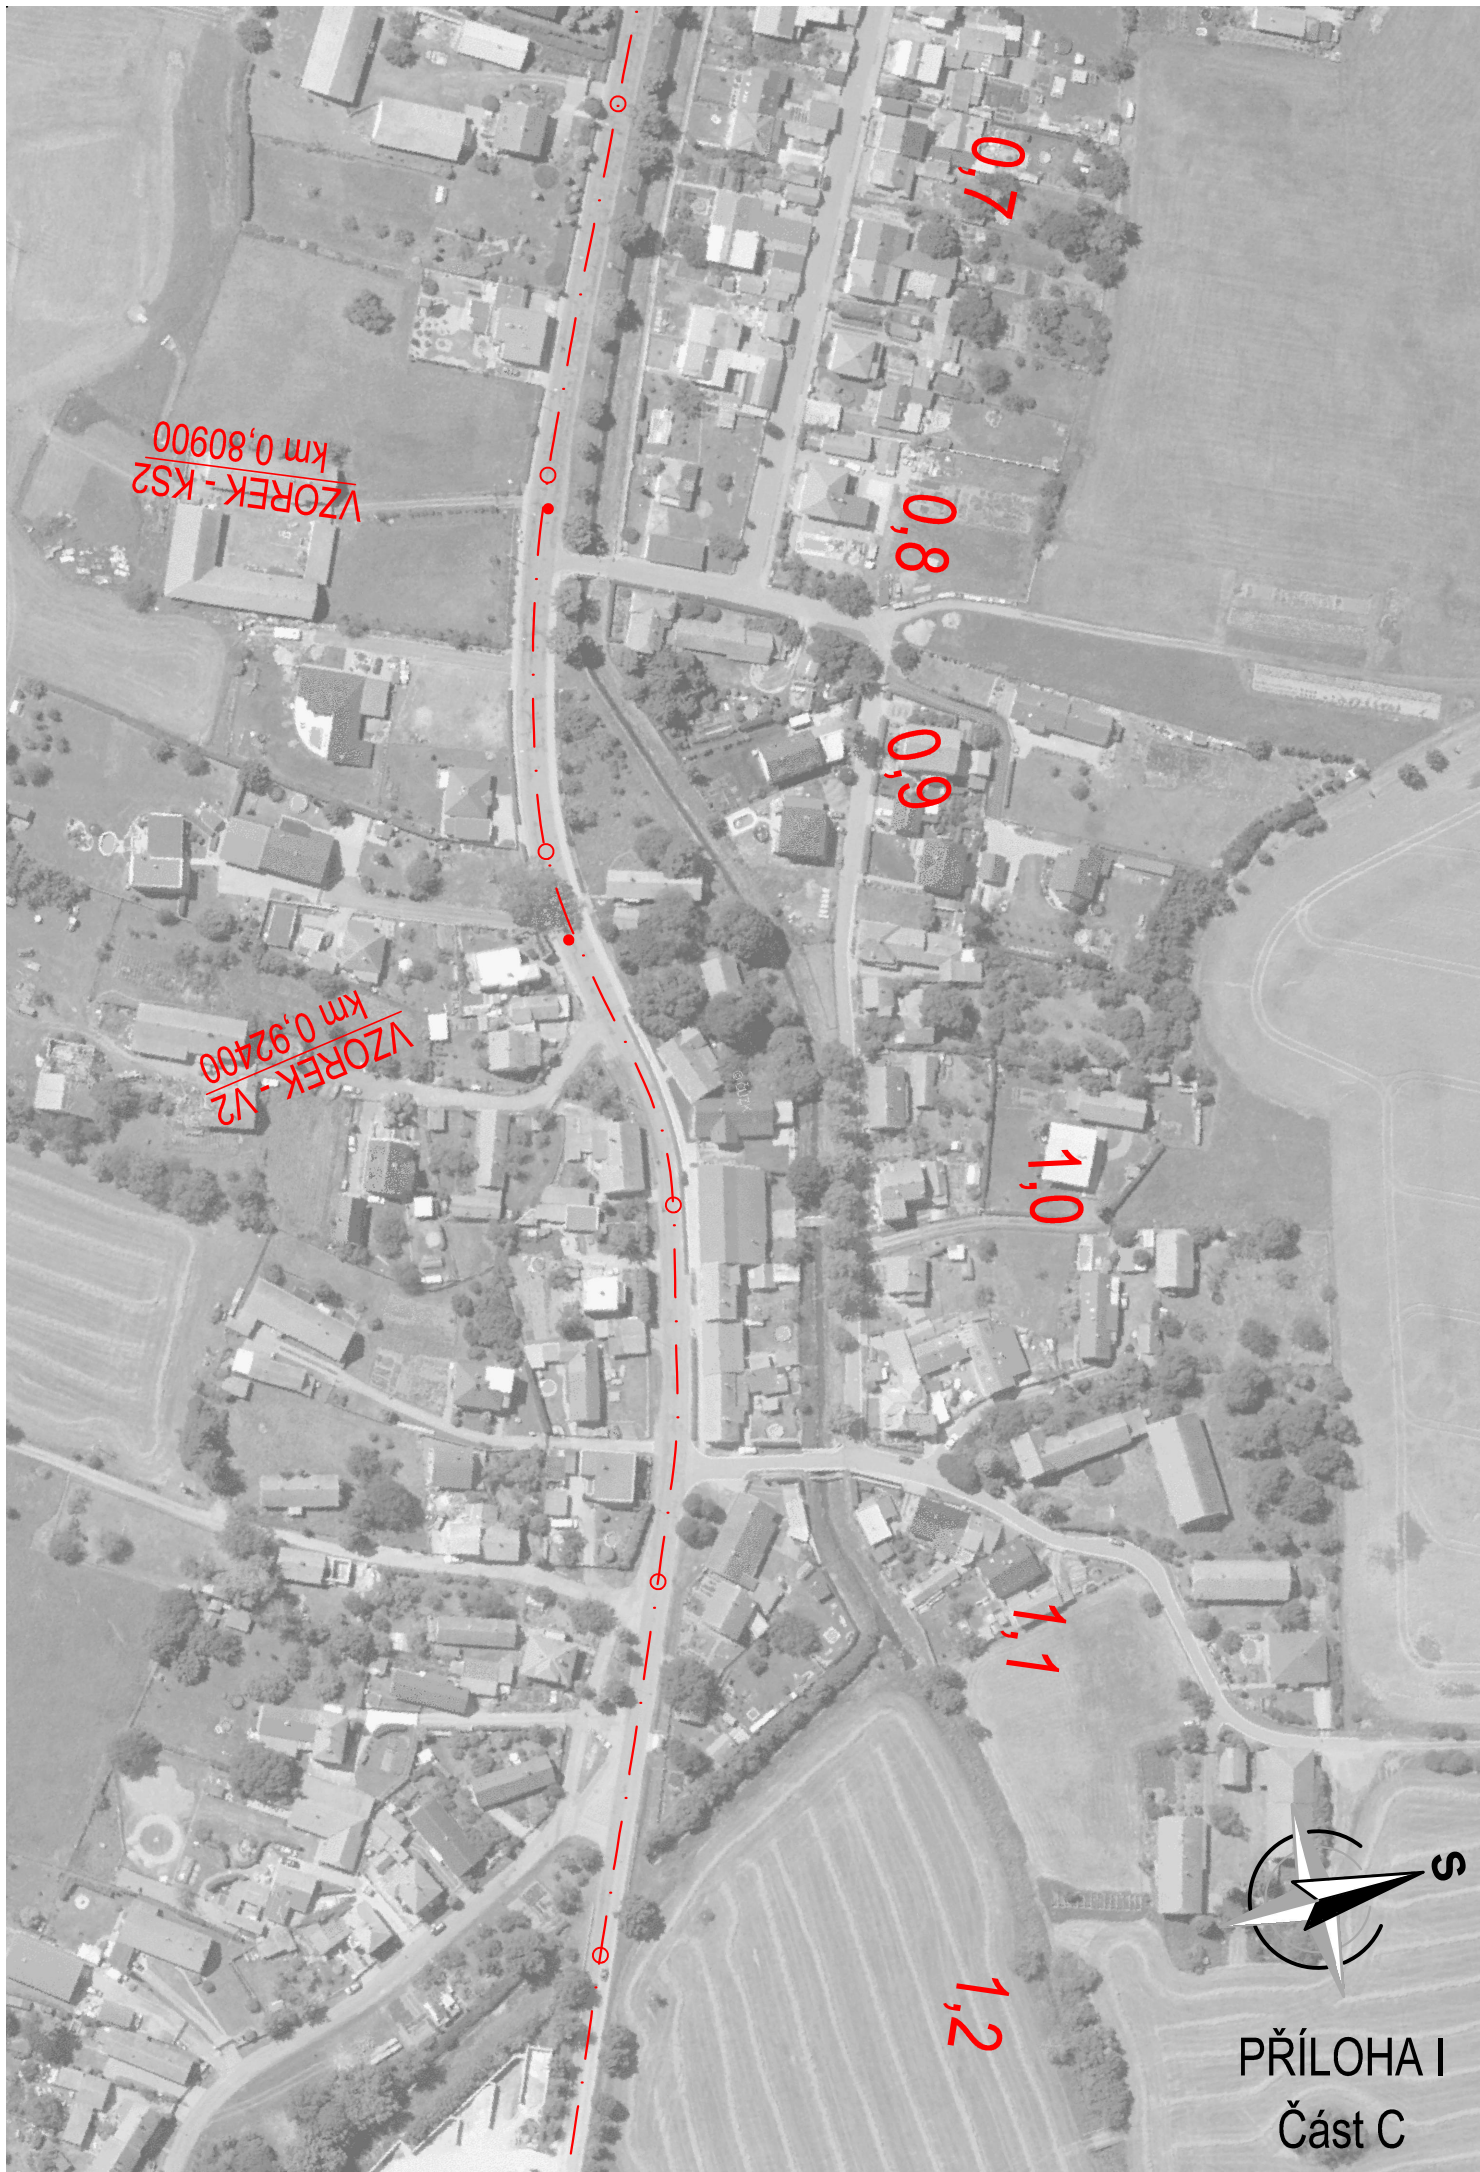 0,7
VZOREK - KS2
km 0,80900
0,8
0,9
VZOREK - V2
km 0,92400
1,0
1,1
1,2
S
PŘÍLOHA I
Část C